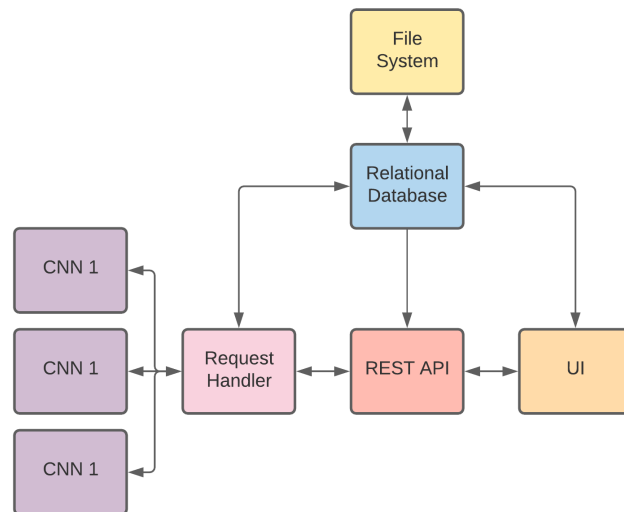 File
System
Relational
Database
CNN 1
CNN 1
Request
Handler
REST API
UI
CNN 1